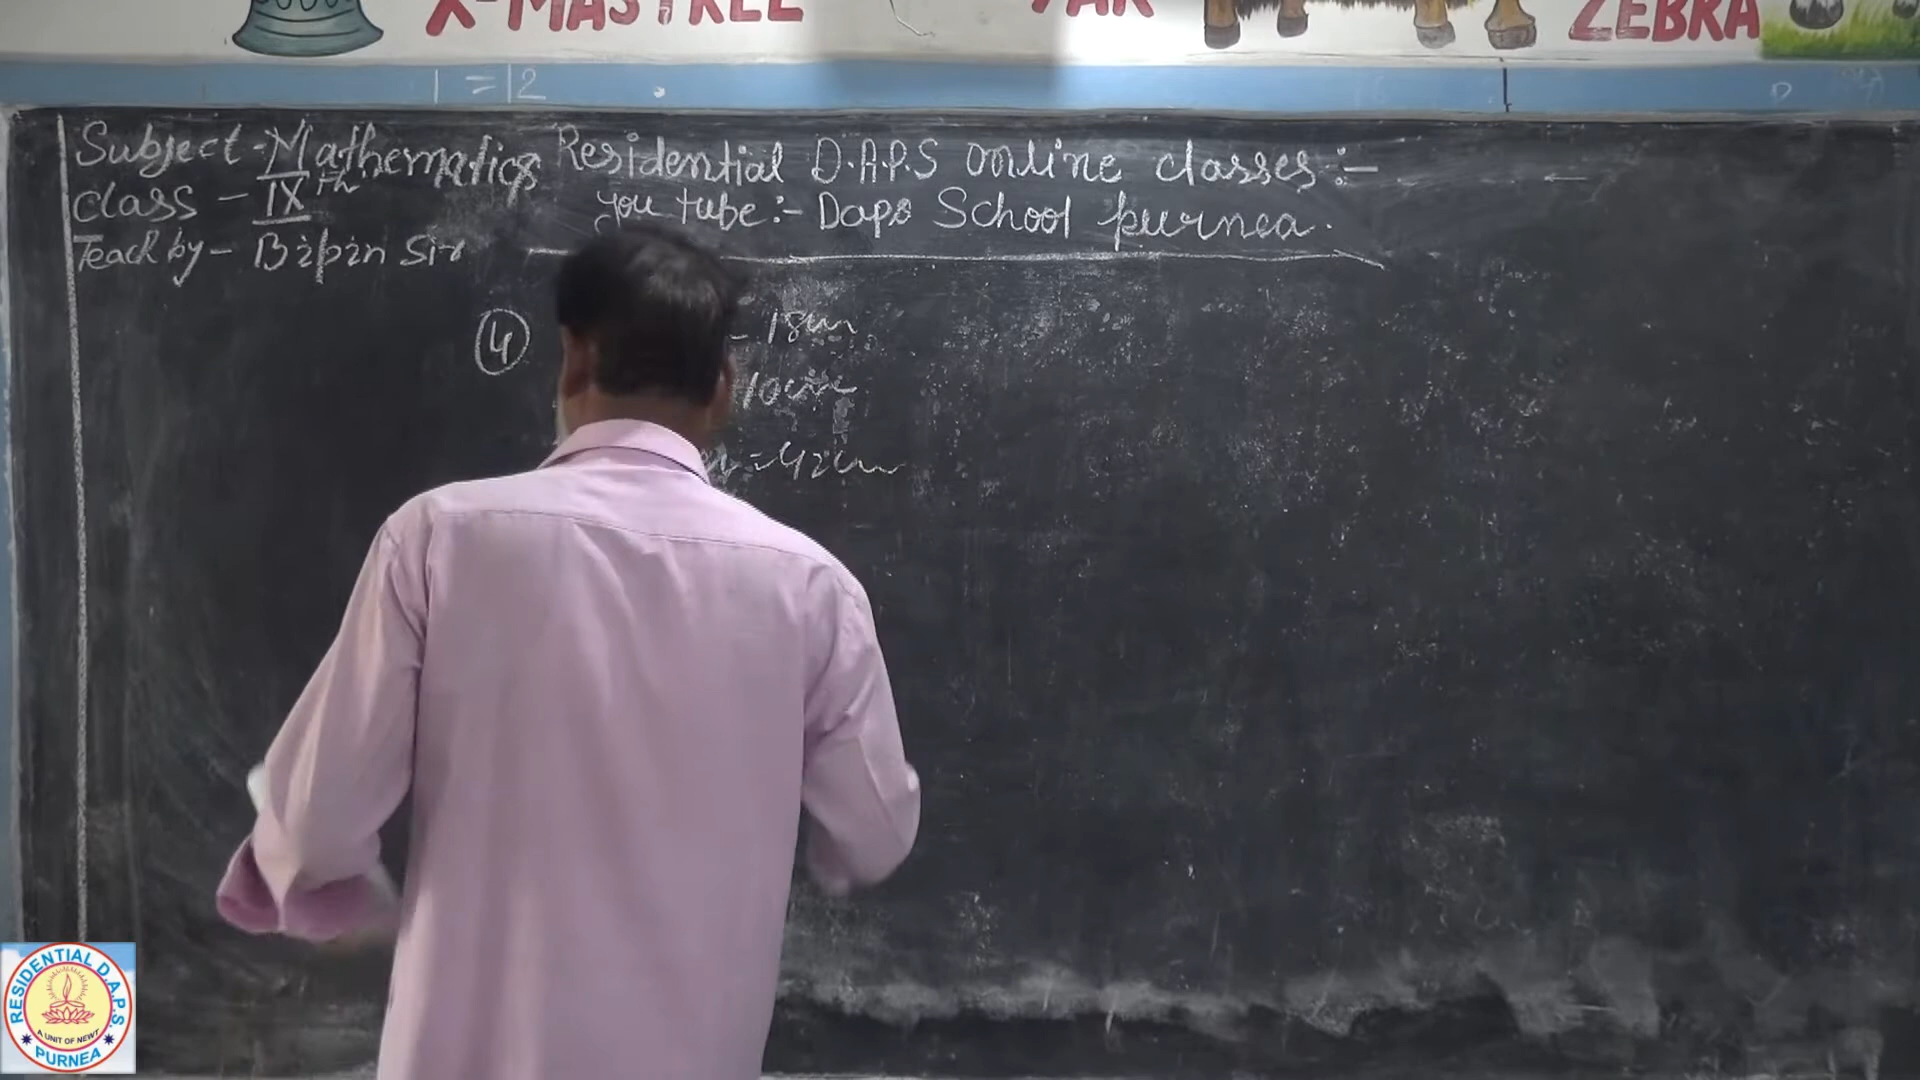 X-MAS TREE
YAK
ZEBRA
1 = 12
Subject - Mathematics
Class - IXth
Teach by - Bipin Sir
Residential D.A.P.S online classes:-
you tube:- Daps School purnea.
4
- 18cm
10cm
= 42cm
RESIDENTIAL D.A.P.S.
A UNIT OF NEWT
PURNEA